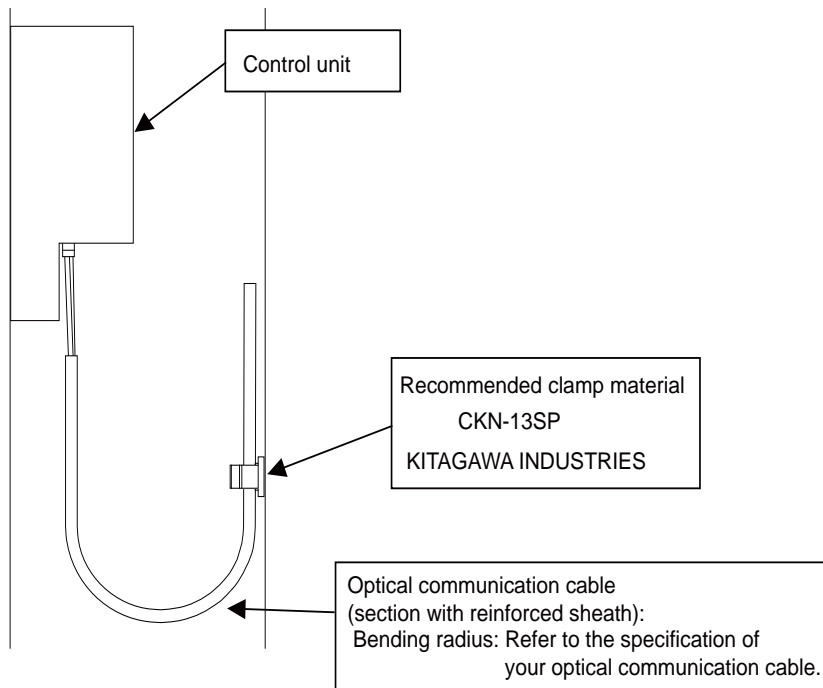 Control unit
Recommended clamp material
CKN-13SP
KITAGAWA INDUSTRIES
Optical communication cable
(section with reinforced sheath):
Bending radius: Refer to the specification of
your optical communication cable.